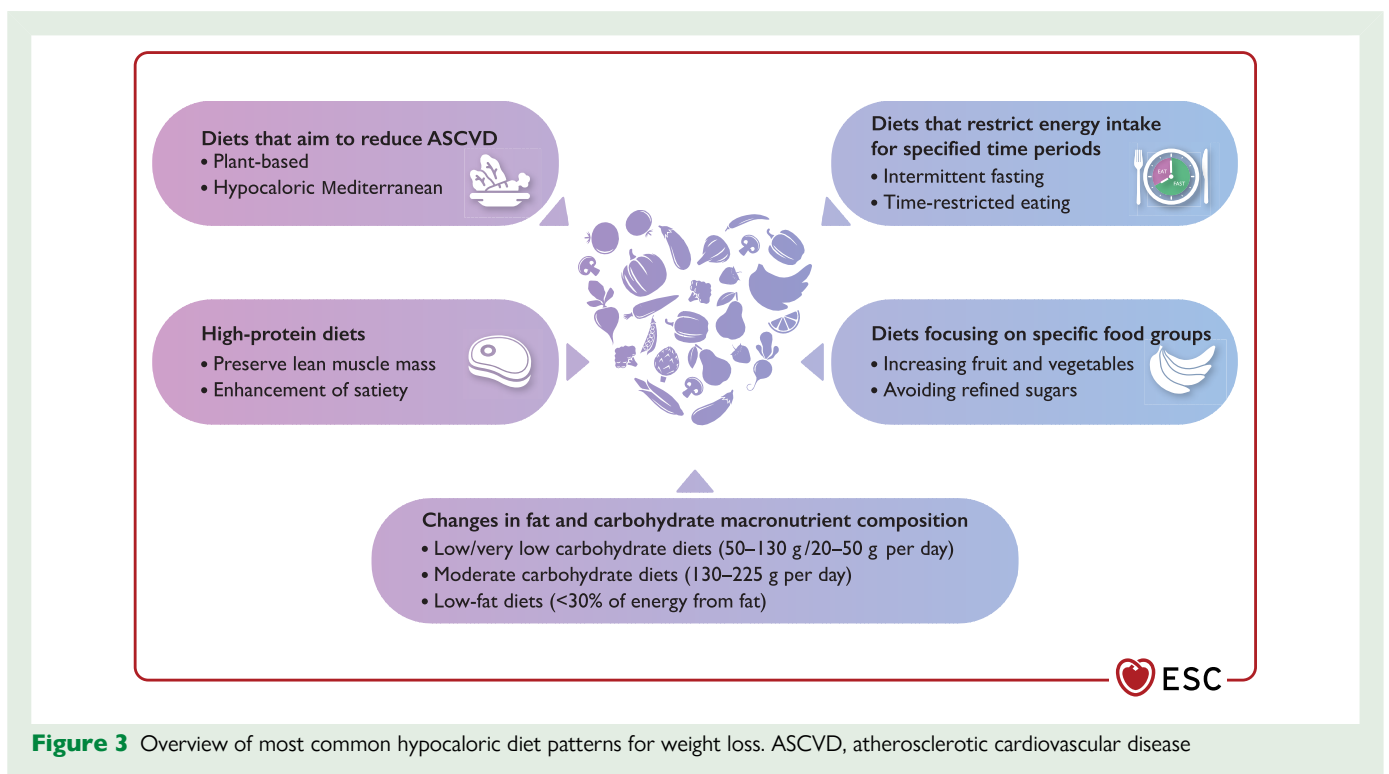 Diets that aim to reduce ASCVD
• Plant-based
• Hypocaloric Mediterranean
Diets that restrict energy intake
for specified time periods
• Intermittent fasting
• Time-restricted eating
EAT
FAST
High-protein diets
• Preserve lean muscle mass
• Enhancement of satiety
Diets focusing on specific food groups
• Increasing fruit and vegetables
• Avoiding refined sugars
Changes in fat and carbohydrate macronutrient composition
• Low/very low carbohydrate diets (50–130 g/20–50 g per day)
• Moderate carbohydrate diets (130–225 g per day)
• Low-fat diets (<30% of energy from fat)
ESC
Figure 3 Overview of most common hypocaloric diet patterns for weight loss. ASCVD, atherosclerotic cardiovascular disease